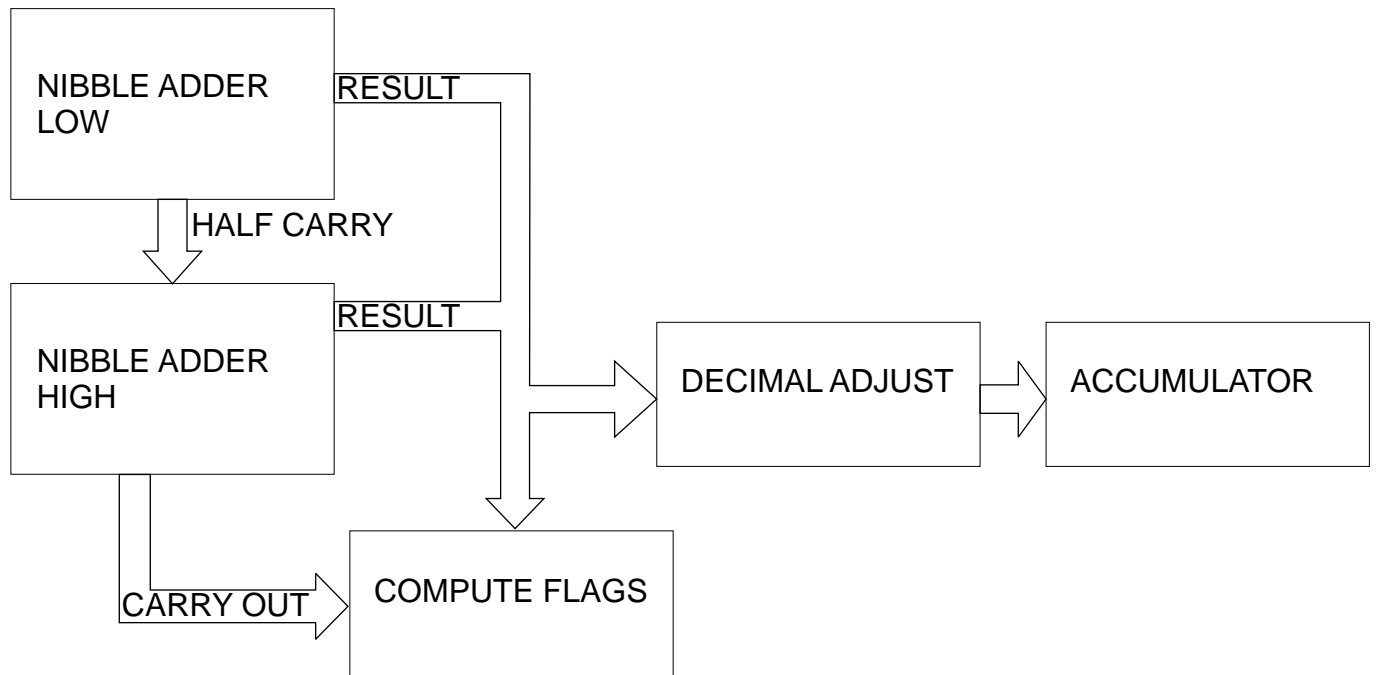 NIBBLE ADDER
LOW
RESULT
HALF CARRY
NIBBLE ADDER
HIGH
RESULT
DECIMAL ADJUST
ACCUMULATOR
CARRY OUT
COMPUTE FLAGS